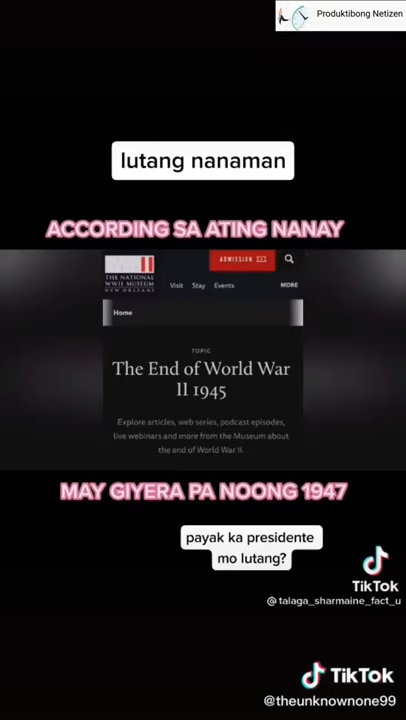 Produktibong Netizen
lutang nanaman
ACCORDING SA ATING NANAY
THE NATIONAL
WWII MUSEUM
NEW ORLEANS
ADMISSION
Visit Stay Events
MORE
Home
TOPIC
The End of World War
II 1945
Explore articles, web series, podcast episodes,
live webinars and more from the Museum about
the end of World War II.
MAY GIYERA PA NOONG 1947
payak ka presidente
mo lutang?
TikTok
@ talaga_sharmaine_fact_u
TikTok
@theunknownone99